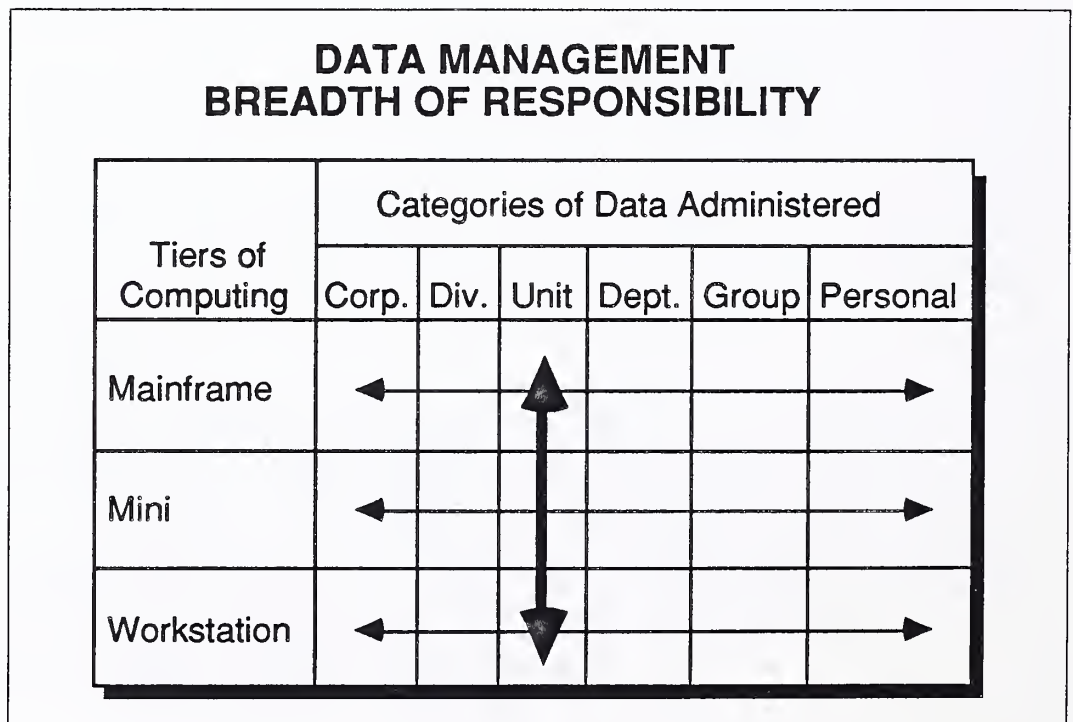 DATA MANAGEMENT
BREADTH OF RESPONSIBILITY
Categories of Data Administered
Tiers of
Computing
Corp. Div. Unit Dept. Group Personal
Mainframe
Mini
Workstation